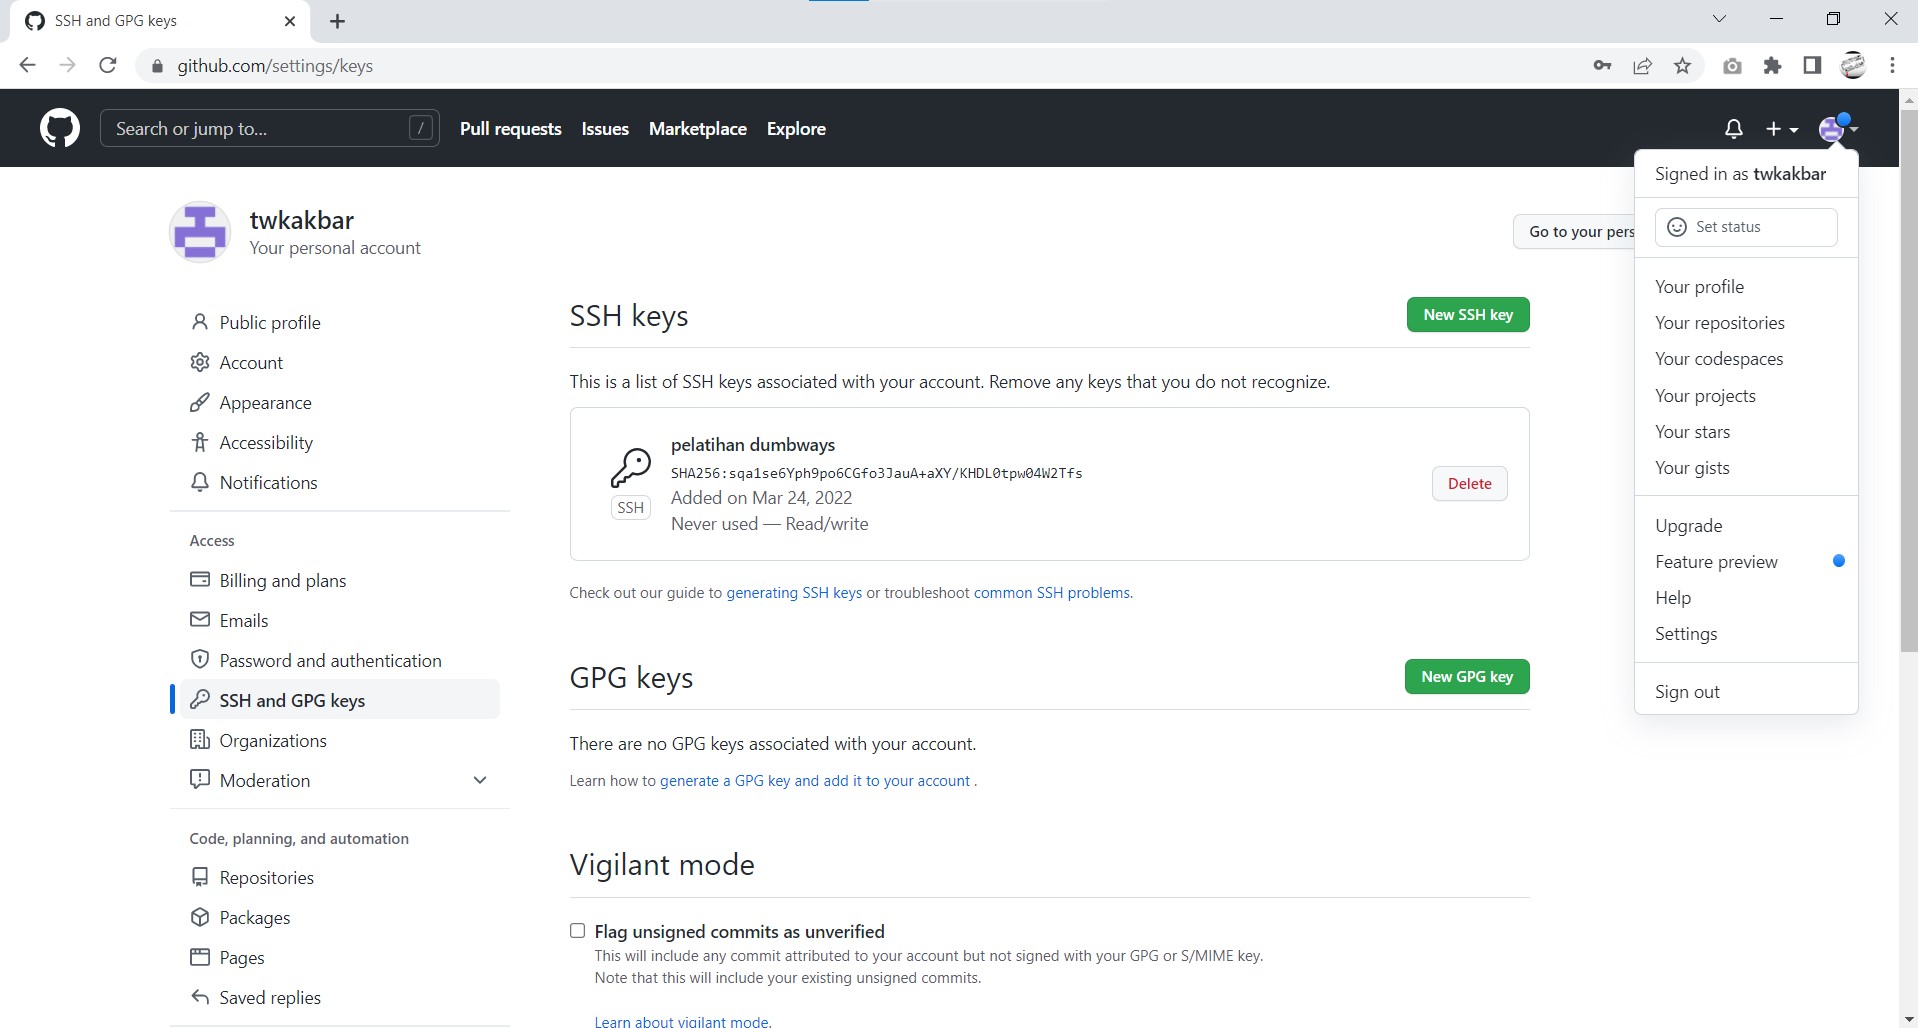 SSH and GPG keys
github.com/settings/keys
Search or jump to...
/
Pull requests
Issues
Marketplace
Explore
twkakbar
Your personal account
Go to your pers
Signed in as twkakbar
Set status
Your profile
Your repositories
Your codespaces
Your projects
Your stars
Your gists
Upgrade
Feature preview
Help
Settings
Sign out
Public profile
Account
Appearance
Accessibility
Notifications
Access
Billing and plans
Emails
Password and authentication
SSH and GPG keys
Organizations
Moderation
Code, planning, and automation
Repositories
Packages
Pages
Saved replies
SSH keys
New SSH key
This is a list of SSH keys associated with your account. Remove any keys that you do not recognize.
pelatihan dumbways
SHA256:sqa1se6Yph9po6CGfo3JauA+aXY/KHDL0tpw04W2Tfs
SSH
Added on Mar 24, 2022
Never used — Read/write
Delete
Check out our guide to generating SSH keys or troubleshoot common SSH problems.
GPG keys
New GPG key
There are no GPG keys associated with your account.
Learn how to generate a GPG key and add it to your account .
Vigilant mode
Flag unsigned commits as unverified
This will include any commit attributed to your account but not signed with your GPG or S/MIME key.
Note that this will include your existing unsigned commits.
Learn about vigilant mode.